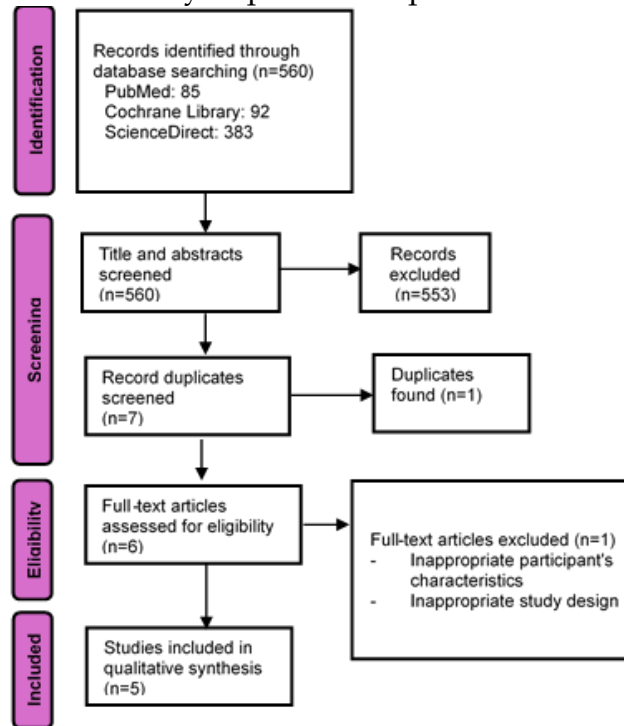 Identification
Records identified through
database searching (n=560)
PubMed: 85
Cochrane Library: 92
ScienceDirect: 383
Screening
Title and abstracts
screened
(n=560)
Records
excluded
(n=553)
Record duplicates
screened
(n=7)
Duplicates
found (n=1)
Eligibility
Full-text articles
assessed for eligibility
(n=6)
Full-text articles excluded (n=1)
- Inappropriate participant's
characteristics
- Inappropriate study design
Included
Studies included in
qualitative synthesis
(n=5)